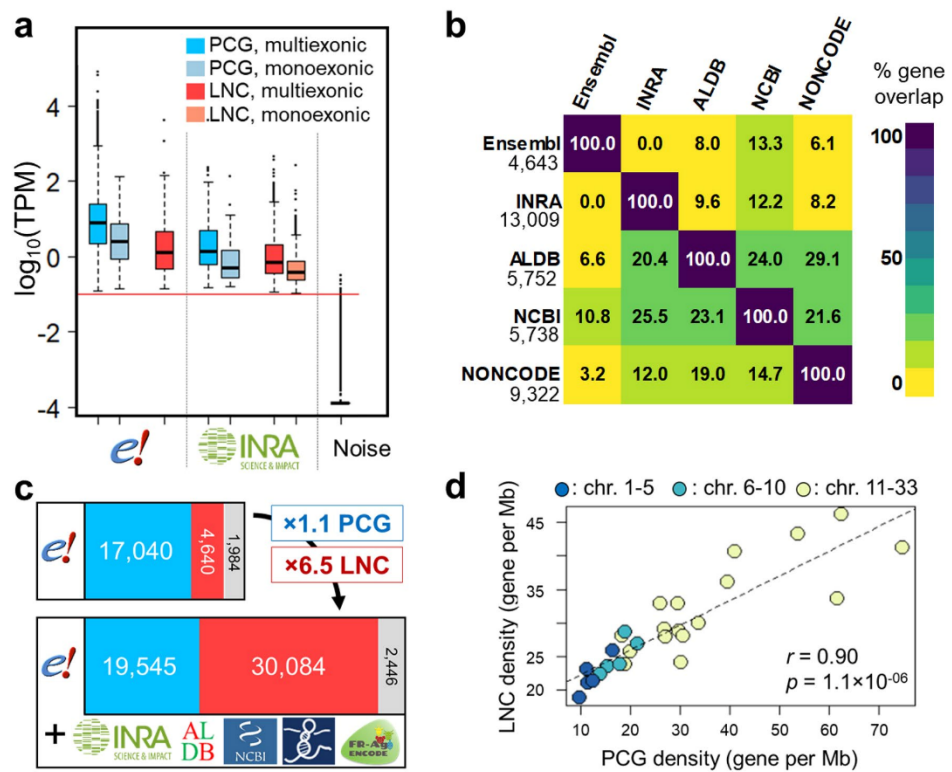 a
PCG, multiexonic
PCG, monoexonic
LNC, multiexonic
LNC, monoexonic
log10(TPM)
4
2
0
-2
-4
e!
INRA
SCIENCE & IMPACT
Noise
b
Ensembl
INRA
ALDB
NCBI
NONCODE
% gene
overlap
Ensembl 100.0 0.0 8.0 13.3 6.1
4,643
INRA 0.0 100.0 9.6 12.2 8.2
13,009
ALDB 6.6 20.4 100.0 24.0 29.1
5,752
NCBI 10.8 25.5 23.1 100.0 21.6
5,738
NONCODE 3.2 12.0 19.0 14.7 100.0
9,322
100
50
0
c
e! 17,040 4,640 1,984
×1.1 PCG
×6.5 LNC
e! 19,545 30,084 2,446
+ INRA
SCIENCE & IMPACT
AL
DB
NCBI
FR-Ag
ENCODE
d
: chr. 1-5 : chr. 6-10 : chr. 11-33
LNC density (gene per Mb)
45
40
35
30
25
20
r = 0.90
p = 1.1×10-06
10 20 30 40 50 60 70
PCG density (gene per Mb)